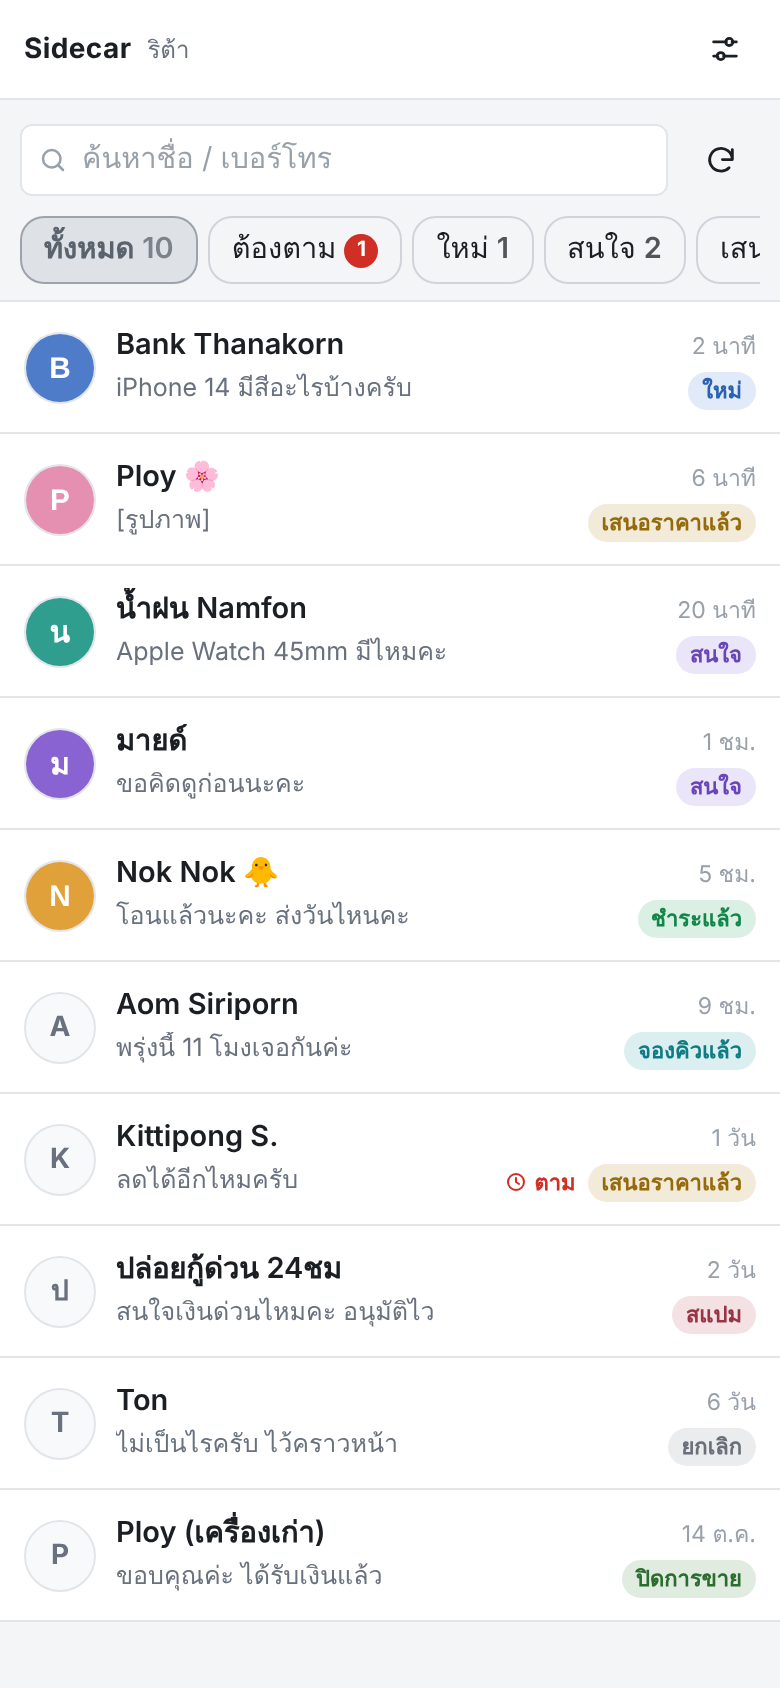 Sidecar ริต้า
ค้นหาชื่อ / เบอร์โทร
ทั้งหมด 10 ต้องตาม 1 ใหม่ 1 สนใจ 2 เสน
B Bank Thanakorn 2 นาที
iPhone 14 มีสีอะไรบ้างครับ ใหม่
P Ploy 🌸 6 นาที
[รูปภาพ] เสนอราคาแล้ว
น น้ำฝน Namfon 20 นาที
Apple Watch 45mm มีไหมคะ สนใจ
ม มายด์ 1 ชม.
ขอคิดดูก่อนนะคะ สนใจ
N Nok Nok 🐥 5 ชม.
โอนแล้วนะคะ ส่งวันไหนคะ ชำระแล้ว
A Aom Siriporn 9 ชม.
พรุ่งนี้ 11 โมงเจอกันค่ะ จองคิวแล้ว
K Kittipong S. 1 วัน
ลดได้อีกไหมครับ ตาม เสนอราคาแล้ว
ป ปล่อยกู้ด่วน 24ชม 2 วัน
สนใจเงินด่วนไหมคะ อนุมัติไว สแปม
T Ton 6 วัน
ไม่เป็นไรครับ ไว้คราวหน้า ยกเลิก
P Ploy (เครื่องเก่า) 14 ต.ค.
ขอบคุณค่ะ ได้รับเงินแล้ว ปิดการขาย